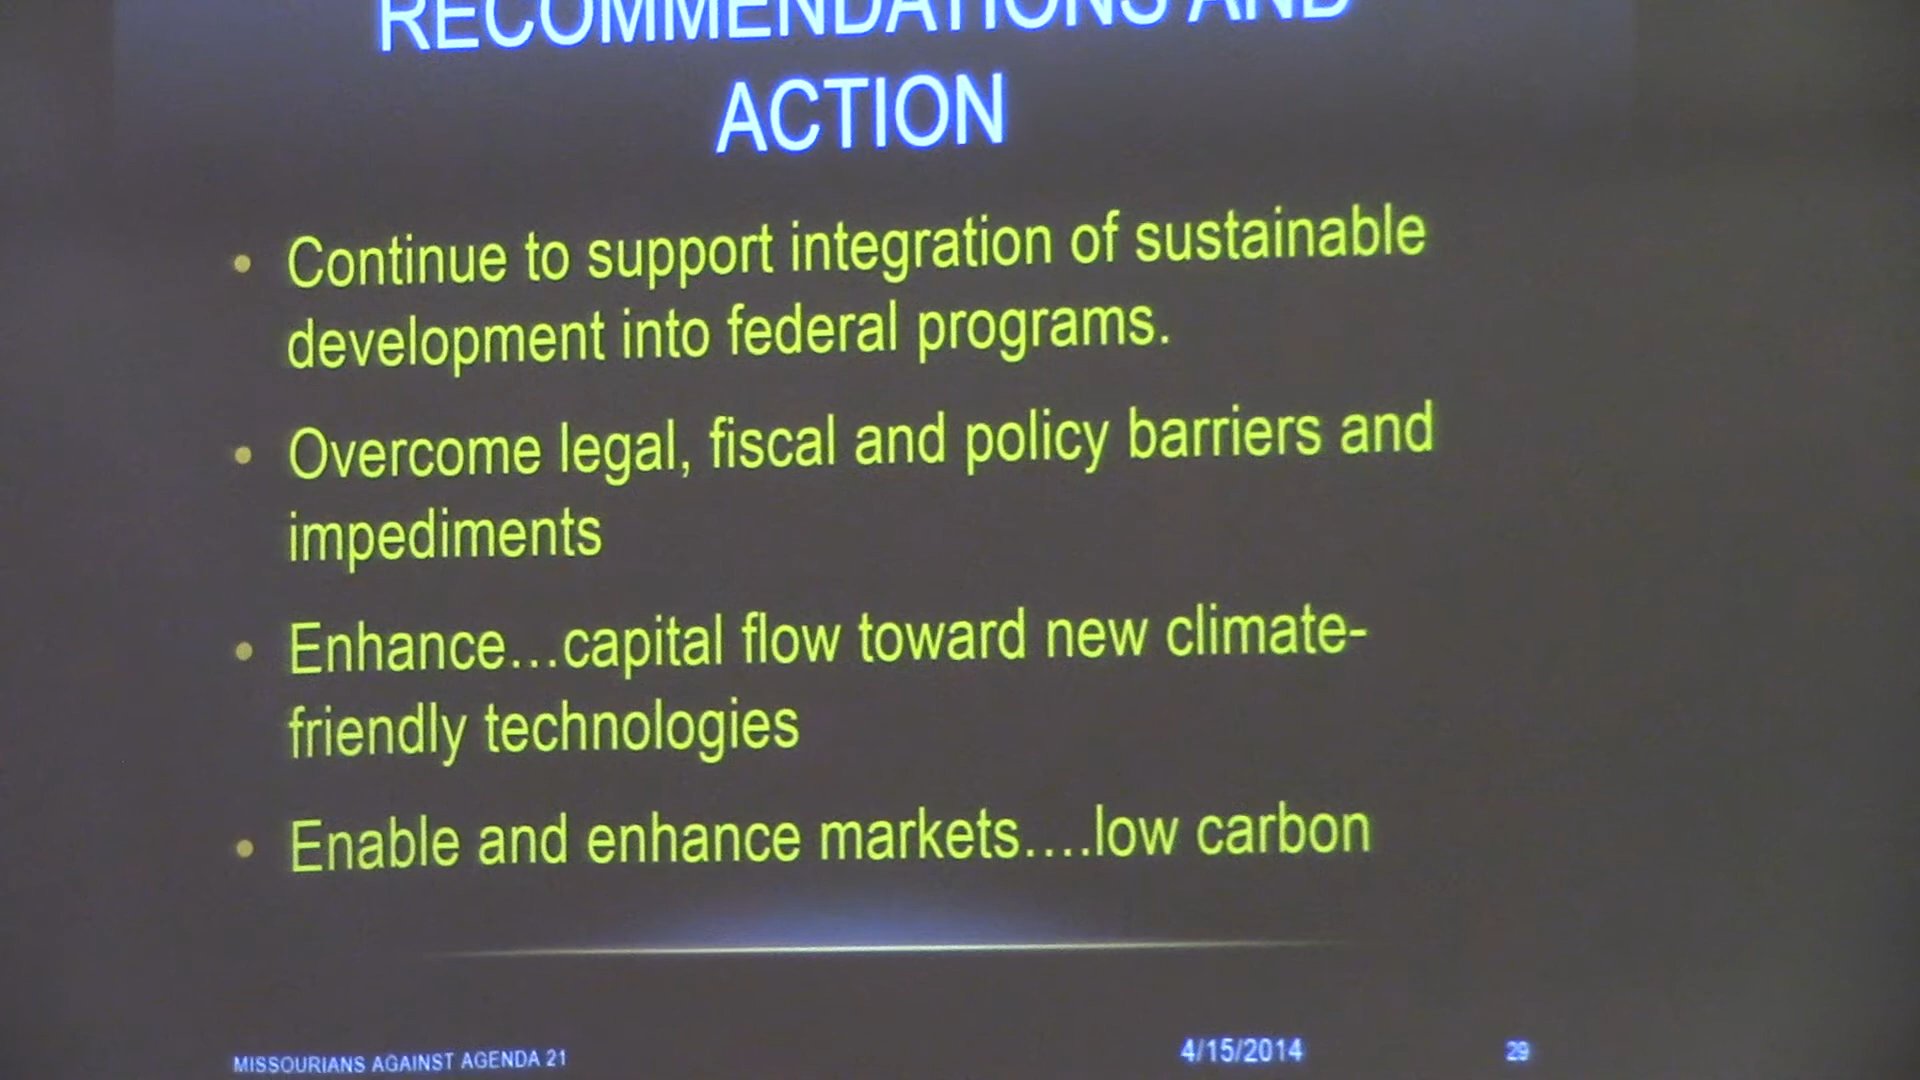 RECOMMENDATIONS AND
ACTION
• Continue to support integration of sustainable
development into federal programs.
• Overcome legal, fiscal and policy barriers and
impediments
• Enhance…capital flow toward new climate-
friendly technologies
• Enable and enhance markets….low carbon
MISSOURIANS AGAINST AGENDA 21
4/15/2014
29